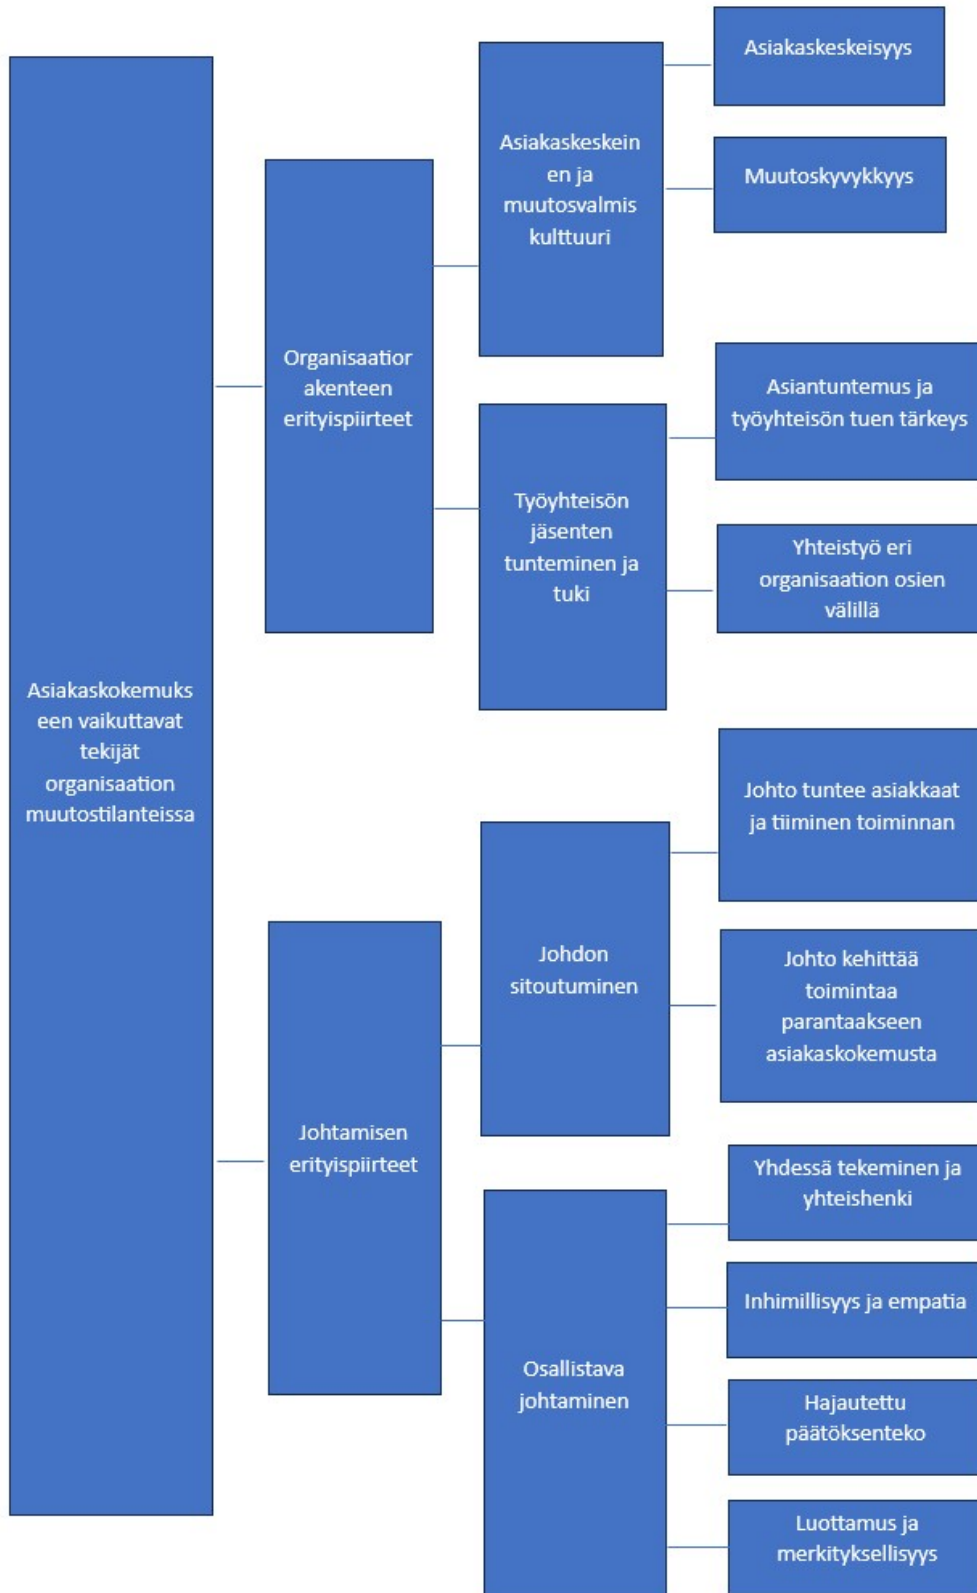 Asiakaskokemuks
een vaikuttavat
tekijät
organisaation
muutostilanteissa
Organisaatior
akenteen
erityispiirteet
Asiakaskeskein
en ja
muutosvalmis
kulttuuri
Asiakaskeskeisyys
Muutoskyvykkyys
Työyhteisön
jäsenten
tunteminen ja
tuki
Asiantuntemus ja
työyhteisön tuen tärkeys
Yhteistyö eri
organisaation osien
välillä
Johtamisen
erityispiirteet
Johdon
sitoutuminen
Johto tuntee asiakkaat
ja tiiminen toiminnan
Johto kehittää
toimintaa
parantaakseen
asiakaskokemusta
Osallistava
johtaminen
Yhdessä tekeminen ja
yhteishenki
Inhimillisyys ja empatia
Hajautettu
päätöksenteko
Luottamus ja
merkityksellisyys